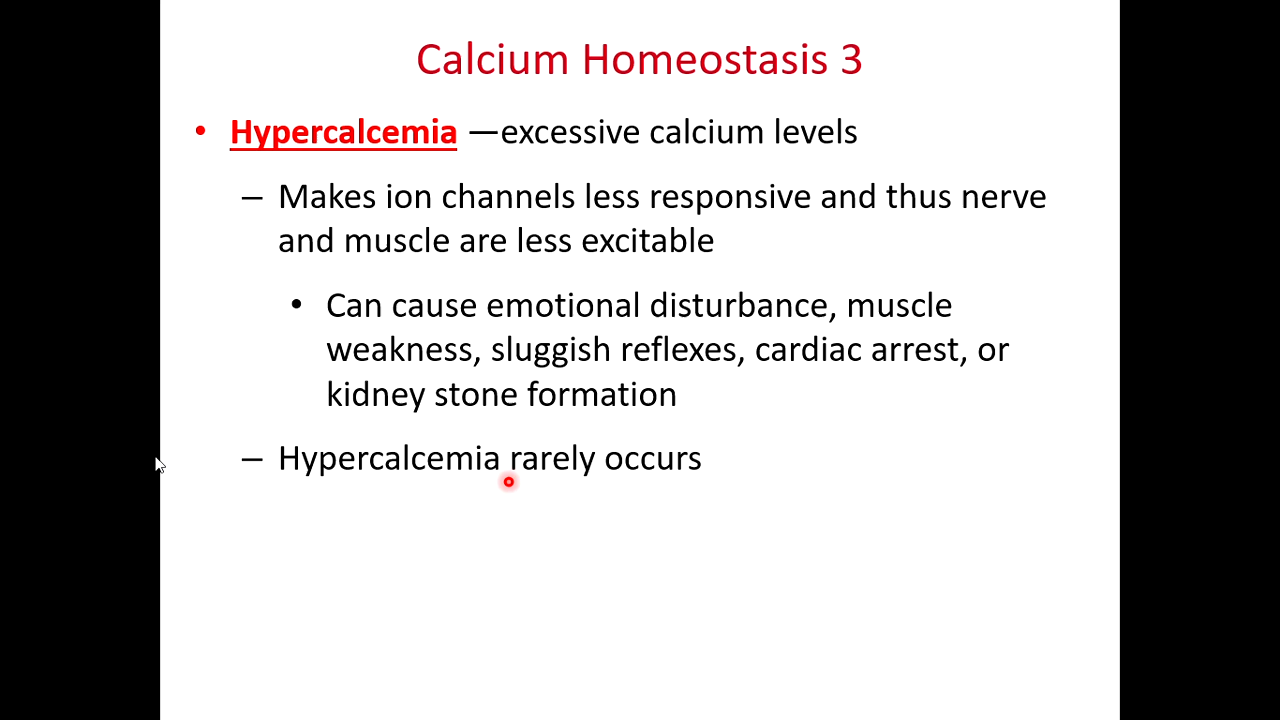 Calcium Homeostasis 3
• Hypercalcemia —excessive calcium levels
– Makes ion channels less responsive and thus nerve
and muscle are less excitable
• Can cause emotional disturbance, muscle
weakness, sluggish reflexes, cardiac arrest, or
kidney stone formation
– Hypercalcemia rarely occurs